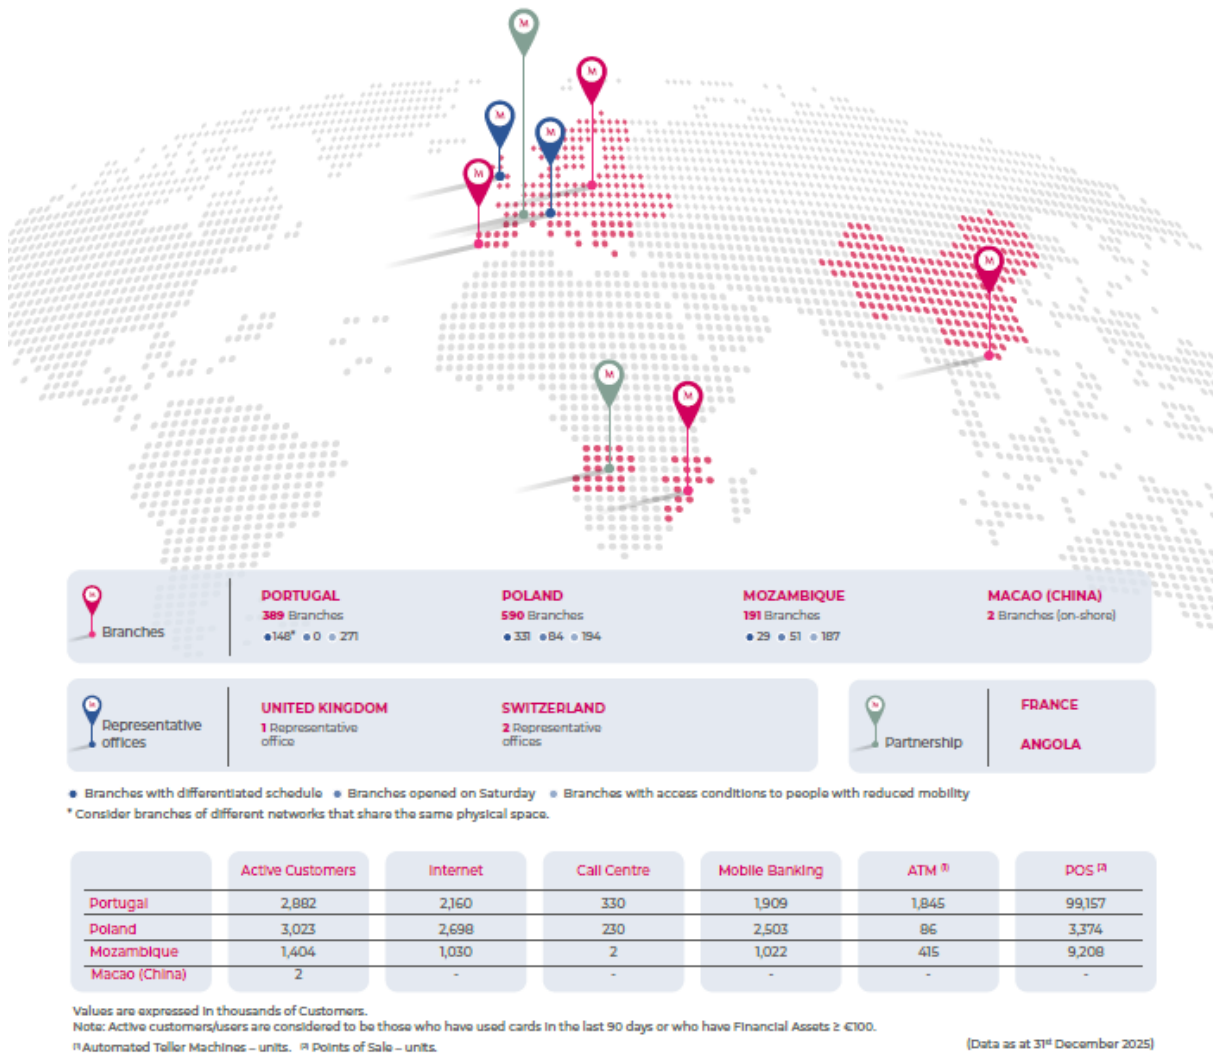 PORTUGAL
389 Branches
148* 0 271
POLAND
590 Branches
331 84 194
MOZAMBIQUE
191 Branches
29 51 187
MACAO (CHINA)
2 Branches (on-shore)
Branches
UNITED KINGDOM
1 Representative
office
SWITZERLAND
2 Representative
offices
Representative
offices
Partnership
FRANCE
ANGOLA
Branches with differentiated schedule Branches opened on Saturday Branches with access conditions to people with reduced mobility
* Consider branches of different networks that share the same physical space.
Active Customers Internet Call Centre Mobile Banking ATM (1) POS (2)
Portugal 2,882 2,160 330 1,909 1,845 99,157
Poland 3,023 2,698 230 2,503 86 3,374
Mozambique 1,404 1,030 2 1,022 415 9,208
Macao (China) 2 - - - - -
Values are expressed in thousands of Customers.
Note: Active customers/users are considered to be those who have used cards in the last 90 days or who have Financial Assets ≥ €100.
(1) Automated Teller Machines – units. (2) Points of Sale – units.
(Data as at 31st December 2025)